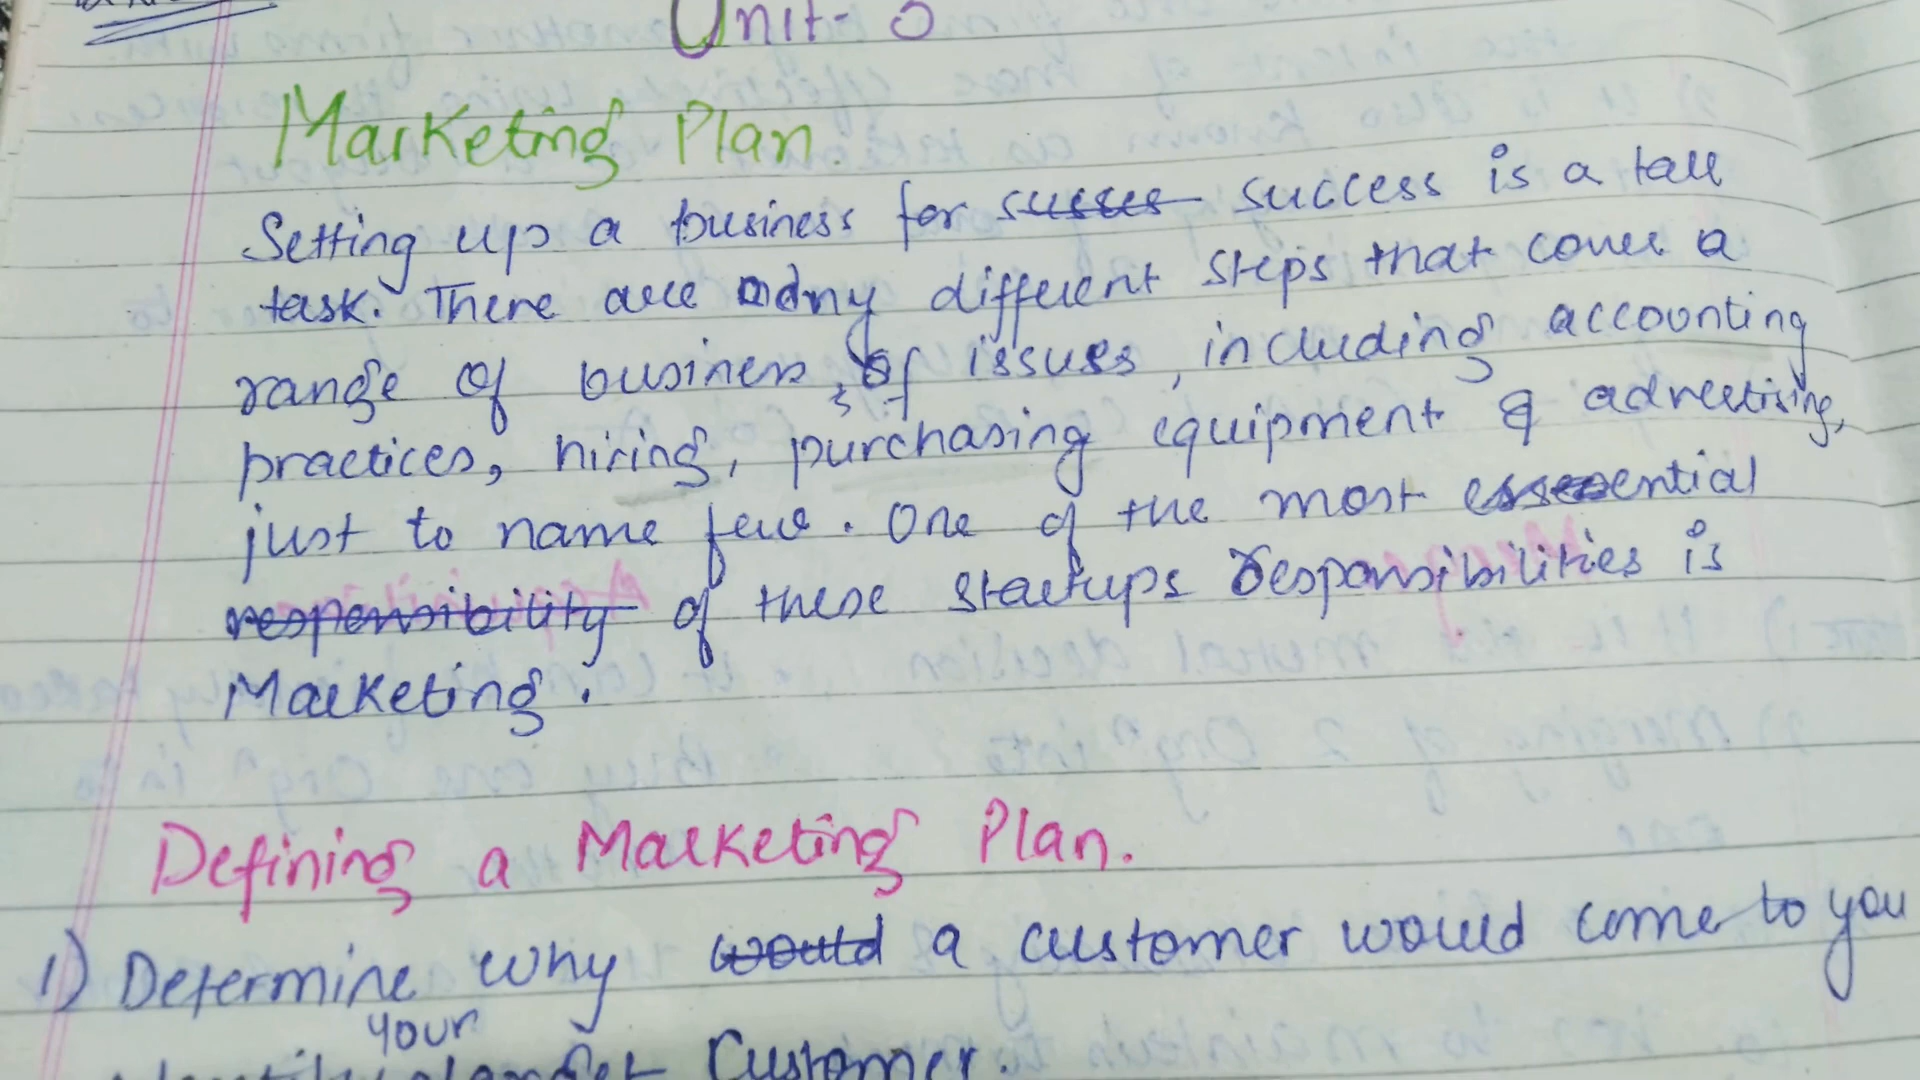 Unit-
Marketing Plan.
Setting up a business for susses success is a tall
task. There are many different steps that cover a
range of business of issues, including accounting
practices, hiring, purchasing equipment & advertising,
just to name few. One of the most essential
responsibility of these startups responsibilities is
Marketing.
Defining a Marketing Plan.
1) Determine why would a customer would come to you
your
Customer.